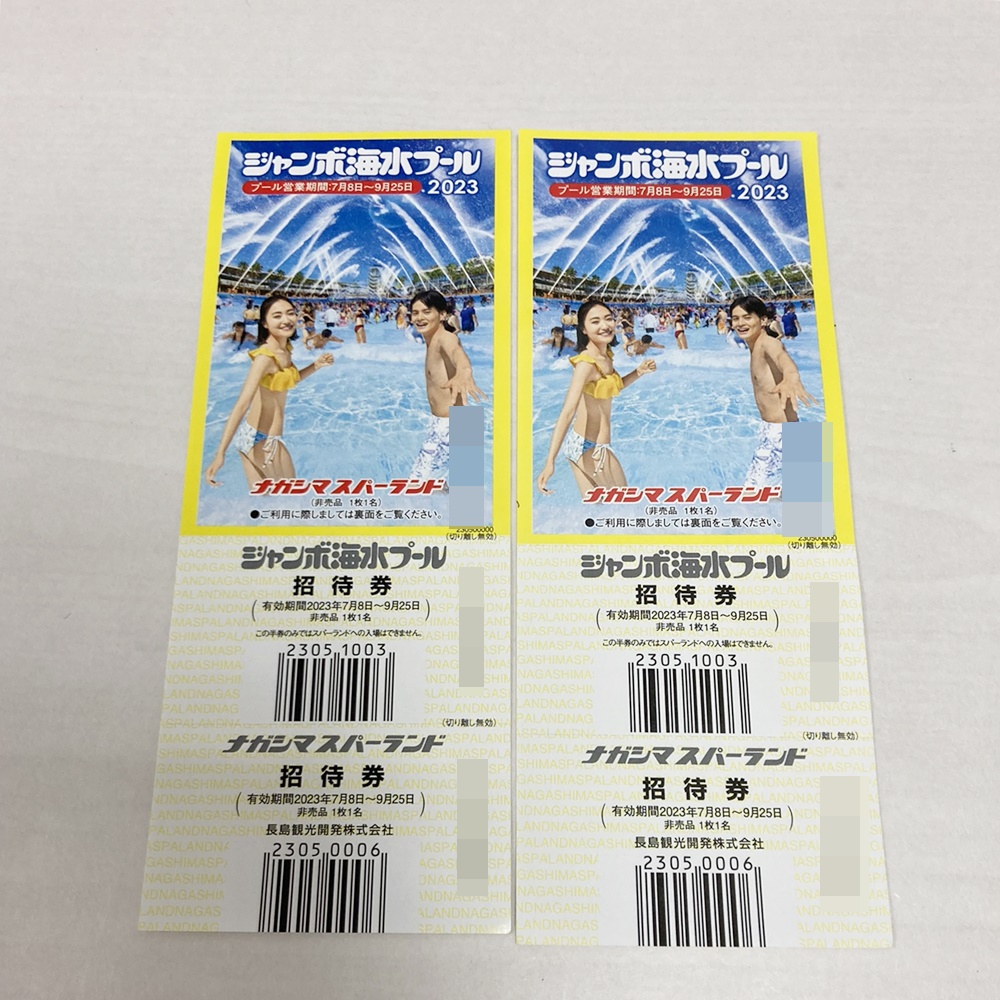 ジャンボ海水プール
プール営業期間:7月8日〜9月25日 .2023
ナガシマスパーランド
(非売品 1枚1名)
●ご利用に際しましては裏面をご覧ください。
230500000
(切り離し無効)
ジャンボ海水プール
招待券
(有効期間2023年7月8日〜9月25日)
非売品 1枚1名
この半券のみではスパーランドへの入場はできません。
2305 1003
(切り離し無効)
ナガシマスパーランド
招待券
(有効期間2023年7月8日〜9月25日)
非売品 1枚1名
長島観光開発株式会社
2305 0006
ジャンボ海水プール
プール営業期間:7月8日〜9月25日 .2023
ナガシマスパーランド
(非売品 1枚1名)
●ご利用に際しましては裏面をご覧ください。
230500000
(切り離し無効)
ジャンボ海水プール
招待券
(有効期間2023年7月8日〜9月25日)
非売品 1枚1名
この半券のみではスパーランドへの入場はできません。
2305 1003
(切り離し無効)
ナガシマスパーランド
招待券
(有効期間2023年7月8日〜9月25日)
非売品 1枚1名
長島観光開発株式会社
2305 0006